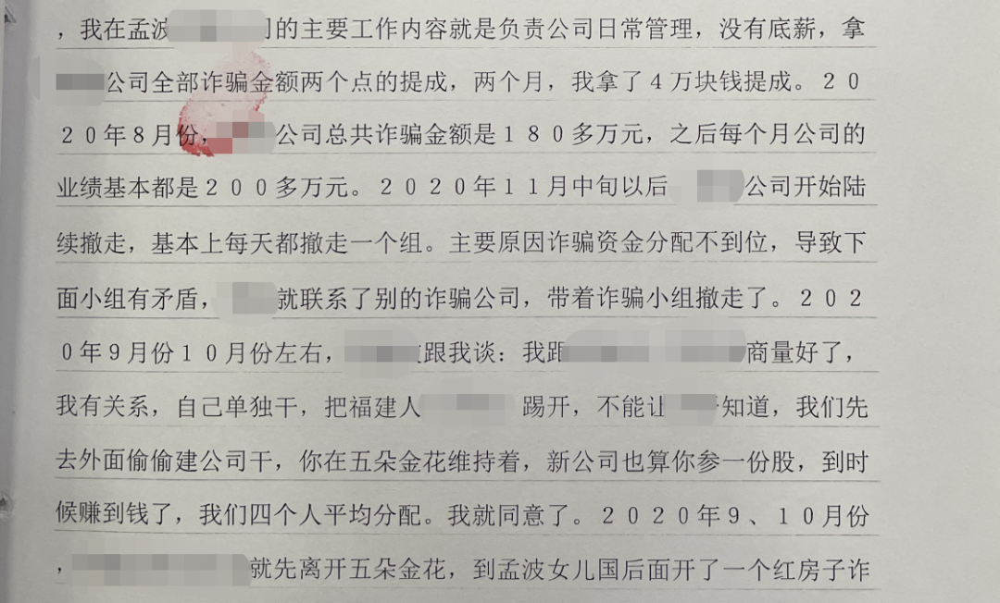 ，我在孟波司的主要工作内容就是负责公司日常管理，没有底薪，拿
公司全部诈骗金额两个点的提成，两个月，我拿了４万块钱提成。２０
２０年８月份，公司总共诈骗金额是１８０多万元，之后每个月公司的
业绩基本都是２００多万元。２０２０年１１月中旬以后公司开始陆
续撤走，基本上每天都撤走一个组。主要原因诈骗资金分配不到位，导致下
面小组有矛盾，就联系了别的诈骗公司，带着诈骗小组撤走了。２０２
０年９月份１０月份左右，跟我谈：我跟商量好了，
我有关系，自己单独干，把福建人踢开，不能让知道，我们先
去外面偷偷建公司干，你在五朵金花维持着，新公司也算你参一份股，到时
候赚到钱了，我们四个人平均分配。我就同意了。２０２０年９、１０月份
，就先离开五朵金花，到孟波女儿国后面开了一个红房子诈